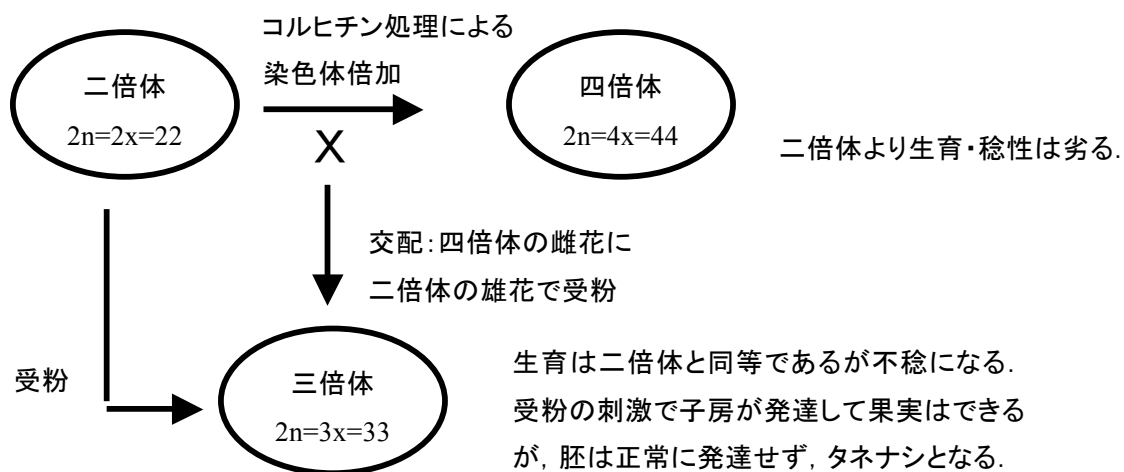 コルヒチン処理による
染色体倍加
二倍体
2n=2x=22
四倍体
2n=4x=44
X
二倍体より生育・稔性は劣る.
交配：四倍体の雌花に
二倍体の雄花で受粉
受粉
三倍体
2n=3x=33
生育は二倍体と同等であるが不稔になる.
受粉の刺激で子房が発達して果実はできる
が, 胚は正常に発達せず, タネナシとなる.